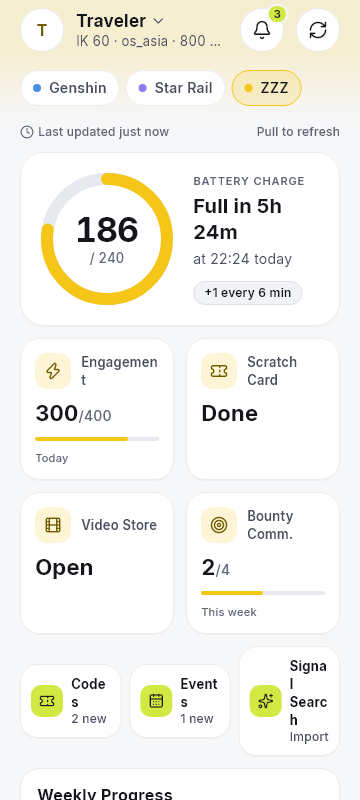 T
Traveler
IK 60 · os_asia · 800 ...
3
Genshin
Star Rail
ZZZ
Last updated just now
Pull to refresh
186
/ 240
BATTERY CHARGE
Full in 5h
24m
at 22:24 today
+1 every 6 min
Engagemen
t
300/400
Today
Scratch
Card
Done
Video Store
Open
Bounty
Comm.
2/4
This week
Code
s
2 new
Event
s
1 new
Signa
l
Searc
h
Import
Weekly Progress